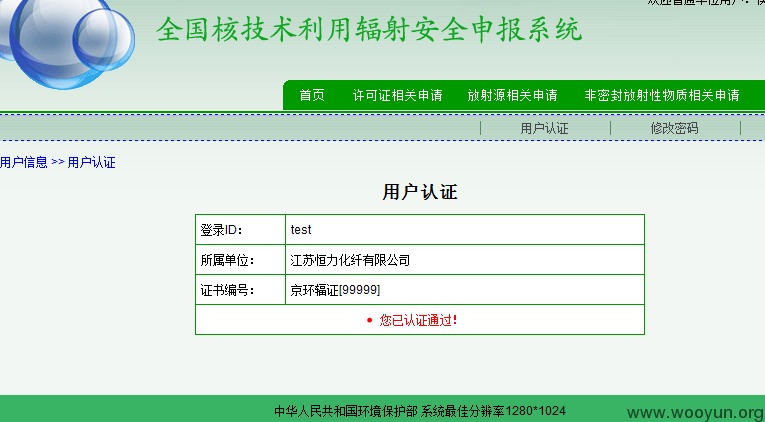 全国核技术利用辐射安全申报系统
首页 许可证相关申请 放射源相关申请 非密封放射性物质相关申请
用户认证 修改密码
用户信息 >> 用户认证
用户认证
登录ID: test
所属单位: 江苏恒力化纤有限公司
证书编号: 京环辐证[99999]
• 您已认证通过!
中华人民共和国环境保护部 系统最佳分辨率1280*1024
www.wooyun.org